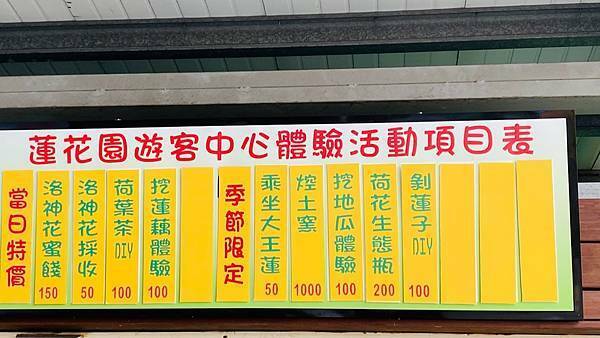 蓮花園遊客中心體驗活動項目表
當日特價
洛神花蜜餞 150
洛神花採收 50
荷葉茶DIY 100
挖蓮藕體驗 100
季節限定
乘坐大王蓮 50
焢土窯 1000
挖地瓜體驗 100
荷花生態瓶 200
剝蓮子DIY 100